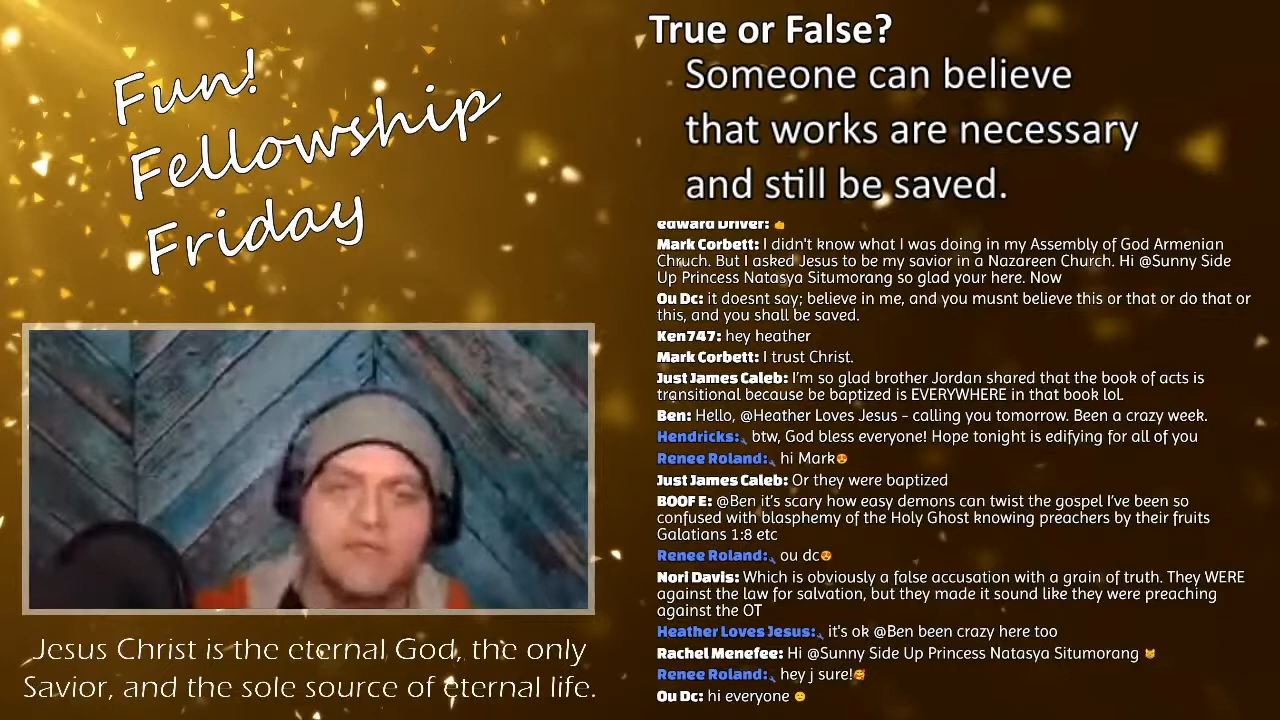 Fun!
Fellowship
Friday
Jesus Christ is the eternal God, the only
Savior, and the sole source of eternal life.
True or False?
Someone can believe
that works are necessary
and still be saved.
edward Driver: 👍
Mark Corbett: I didn't know what I was doing in my Assembly of God Armenian
Chruch. But I asked Jesus to be my savior in a Nazareen Church. Hi @Sunny Side
Up Princess Natasya Situmorang so glad your here. Now
Ou Dc: it doesnt say; believe in me, and you musnt believe this or that or do that or
this, and you shall be saved.
Ken747: hey heather
Mark Corbett: I trust Christ.
Just James Caleb: I'm so glad brother Jordan shared that the book of acts is
transitional because be baptized is EVERYWHERE in that book lol.
Ben: Hello, @Heather Loves Jesus - calling you tomorrow. Been a crazy week.
Hendricks: btw, God bless everyone! Hope tonight is edifying for all of you
Renee Roland: hi Mark😍
Just James Caleb: Or they were baptized
BOOF E: @Ben it's scary how easy demons can twist the gospel I've been so
confused with blasphemy of the Holy Ghost knowing preachers by their fruits
Galatians 1:8 etc
Renee Roland: ou dc😍
Nori Davis: Which is obviously a false accusation with a grain of truth. They WERE
against the law for salvation, but they made it sound like they were preaching
against the OT
Heather Loves Jesus: it's ok @Ben been crazy here too
Rachel Menefee: Hi @Sunny Side Up Princess Natasya Situmorang 😺
Renee Roland: hey j sure!🥰
Ou Dc: hi everyone 🙂